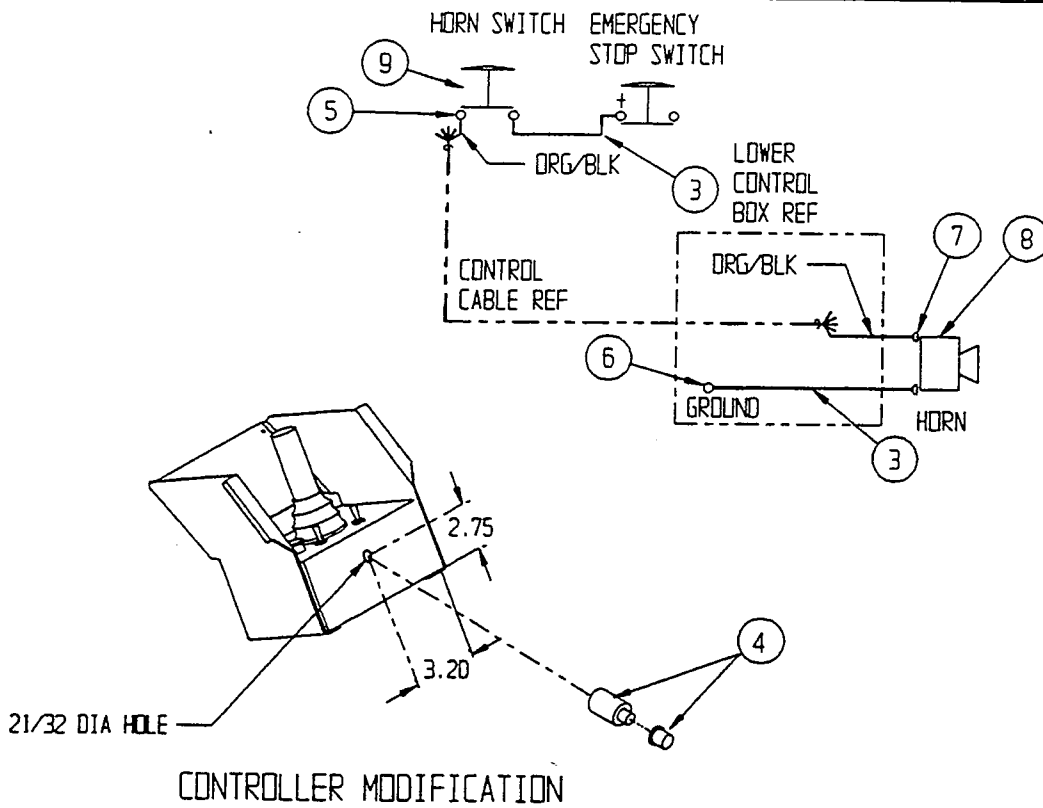 HORN SWITCH
EMERGENCY
STOP SWITCH
9
5
+
ORG/BLK
3
LOWER
CONTROL
BOX REF
7
8
ORG/BLK
CONTROL
CABLE REF
6
GROUND
HORN
3
2.75
3.20
4
21/32 DIA HOLE
CONTROLLER MODIFICATION